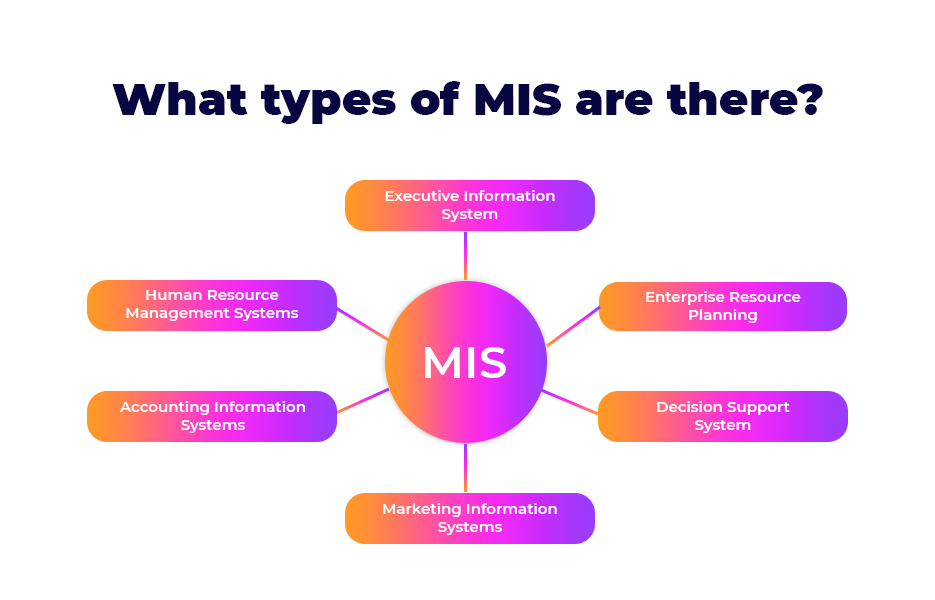 What types of MIS are there?
Executive Information
System
Human Resource
Management Systems
Enterprise Resource
Planning
MIS
Accounting Information
Systems
Decision Support
System
Marketing Information
Systems